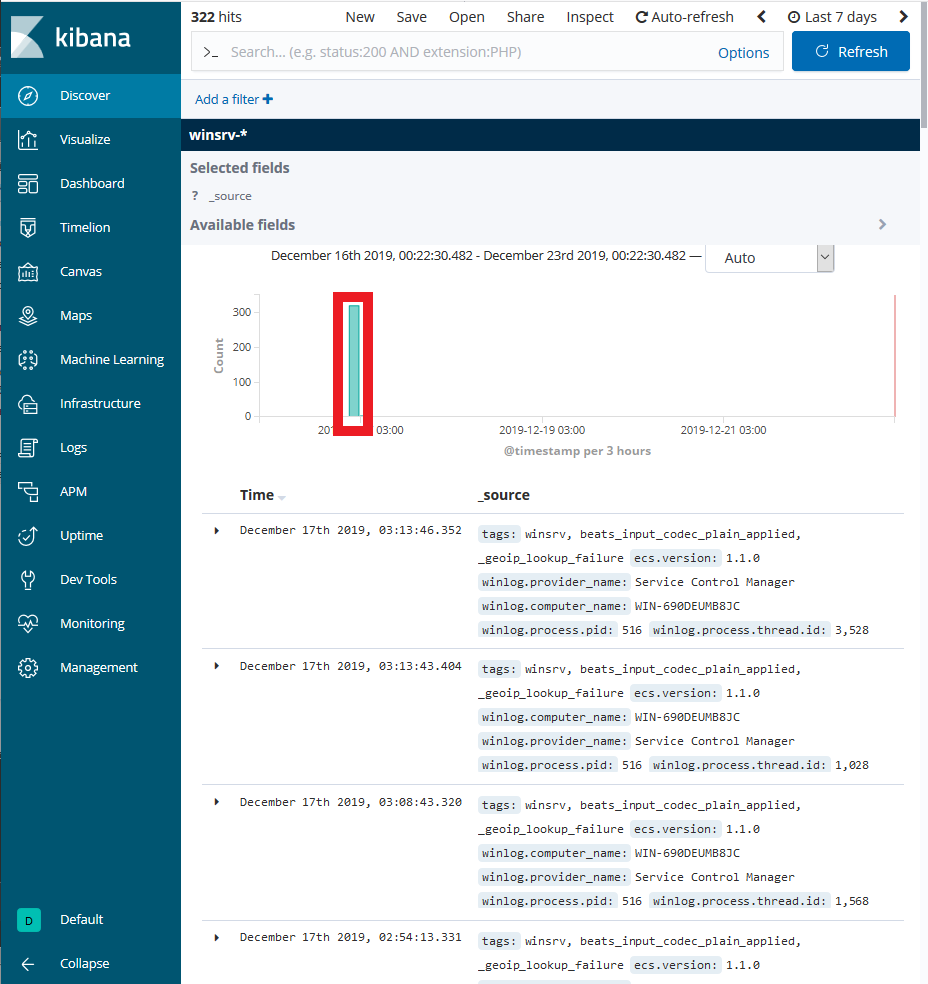 kibana
Discover
Visualize
Dashboard
Timelion
Canvas
Maps
Machine Learning
Infrastructure
Logs
APM
Uptime
Dev Tools
Monitoring
Management
D Default
Collapse
322 hits New Save Open Share Inspect Auto-refresh Last 7 days
>_ Search... (e.g. status:200 AND extension:PHP) Options Refresh
Add a filter +
winsrv-*
Selected fields
? _source
Available fields
December 16th 2019, 00:22:30.482 - December 23rd 2019, 00:22:30.482 — Auto
300
200
100
0
Count
03:00 2019-12-19 03:00 2019-12-21 03:00
@timestamp per 3 hours
Time _source
December 17th 2019, 03:13:46.352 tags: winsrv, beats_input_codec_plain_applied,
_geoip_lookup_failure ecs.version: 1.1.0
winlog.provider_name: Service Control Manager
winlog.computer_name: WIN-690DEUMB8JC
winlog.process.pid: 516 winlog.process.thread.id: 3,528
December 17th 2019, 03:13:43.404 tags: winsrv, beats_input_codec_plain_applied,
_geoip_lookup_failure ecs.version: 1.1.0
winlog.computer_name: WIN-690DEUMB8JC
winlog.provider_name: Service Control Manager
winlog.process.pid: 516 winlog.process.thread.id: 1,028
December 17th 2019, 03:08:43.320 tags: winsrv, beats_input_codec_plain_applied,
_geoip_lookup_failure ecs.version: 1.1.0
winlog.computer_name: WIN-690DEUMB8JC
winlog.provider_name: Service Control Manager
winlog.process.pid: 516 winlog.process.thread.id: 1,568
December 17th 2019, 02:54:13.331 tags: winsrv, beats_input_codec_plain_applied,
_geoip_lookup_failure ecs.version: 1.1.0